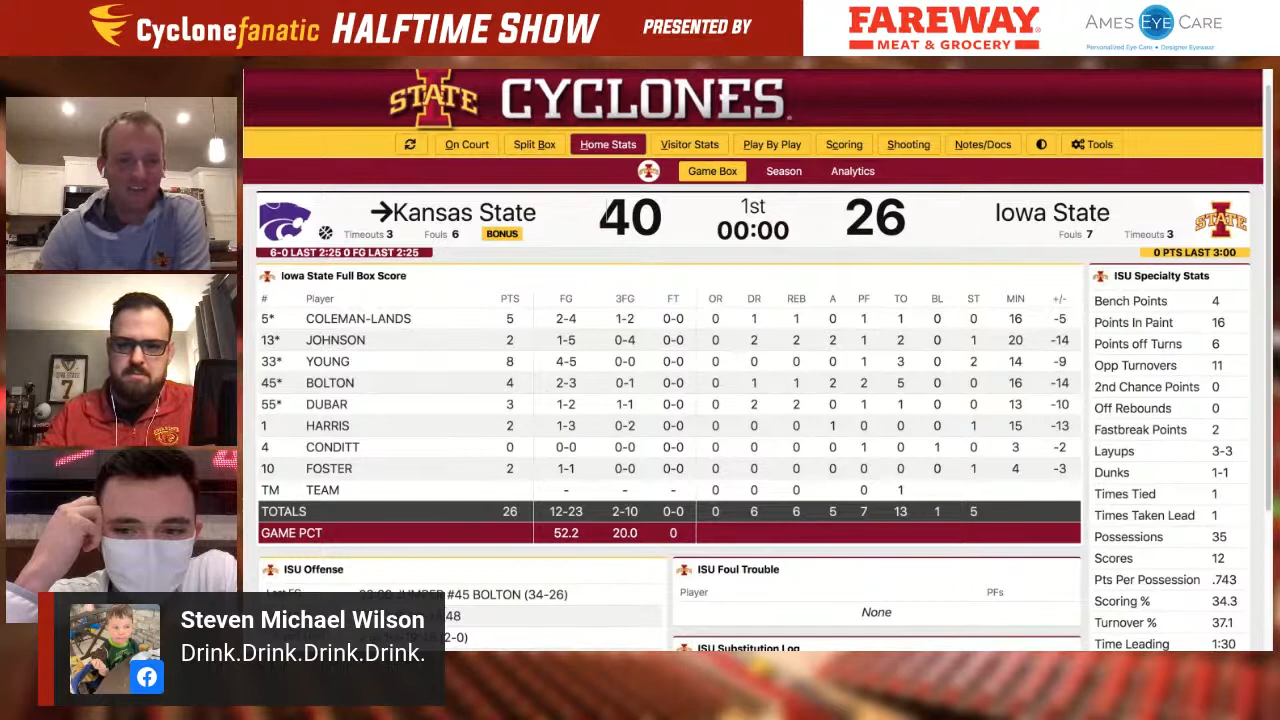 Cyclonefanatic HALFTIME SHOW PRESENTED BY
FAREWAY®
MEAT & GROCERY
AMES EYE CARE
Personalized Eye Care • Designer Eyewear
STATE CYCLONES
On Court Split Box Home Stats Visitor Stats Play By Play Scoring Shooting Notes/Docs Tools
Game Box Season Analytics
→Kansas State 40 1st 26 Iowa State
Timeouts 3 Fouls 6 BONUS 00:00 Fouls 7 Timeouts 3
6-0 LAST 2:25 0 FG LAST 2:25 0 PTS LAST 3:00
Iowa State Full Box Score
# Player PTS FG 3FG FT OR DR REB A PF TO BL ST MIN +/-
5* COLEMAN-LANDS 5 2-4 1-2 0-0 0 1 1 0 1 1 0 0 16 -5
13* JOHNSON 2 1-5 0-4 0-0 0 2 2 2 1 2 0 1 20 -14
33* YOUNG 8 4-5 0-0 0-0 0 0 0 0 1 3 0 2 14 -9
45* BOLTON 4 2-3 0-1 0-0 0 1 1 2 2 5 0 0 16 -14
55* DUBAR 3 1-2 1-1 0-0 0 2 2 0 1 1 0 0 13 -10
1 HARRIS 2 1-3 0-2 0-0 0 0 0 1 0 0 0 1 15 -13
4 CONDITT 0 0-0 0-0 0-0 0 0 0 0 1 0 1 0 3 -2
10 FOSTER 2 1-1 0-0 0-0 0 0 0 0 0 0 0 1 4 -3
TM TEAM - - - 0 0 0 0 1
TOTALS 26 12-23 2-10 0-0 0 6 6 5 7 13 1 5
GAME PCT 52.2 20.0 0
ISU Specialty Stats
Bench Points 4
Points In Paint 16
Points off Turns 6
Opp Turnovers 11
2nd Chance Points 0
Off Rebounds 0
Fastbreak Points 2
Layups 3-3
Dunks 1-1
Times Tied 1
Times Taken Lead 1
Possessions 35
Scores 12
Pts Per Possession .743
Scoring % 34.3
Turnover % 37.1
Time Leading 1:30
ISU Offense
JUMPER #45 BOLTON (34-26)
(2-0)
ISU Foul Trouble
Player PFs
None
ISU Substitution Log
7
Steven Michael Wilson
Drink.Drink.Drink.Drink.